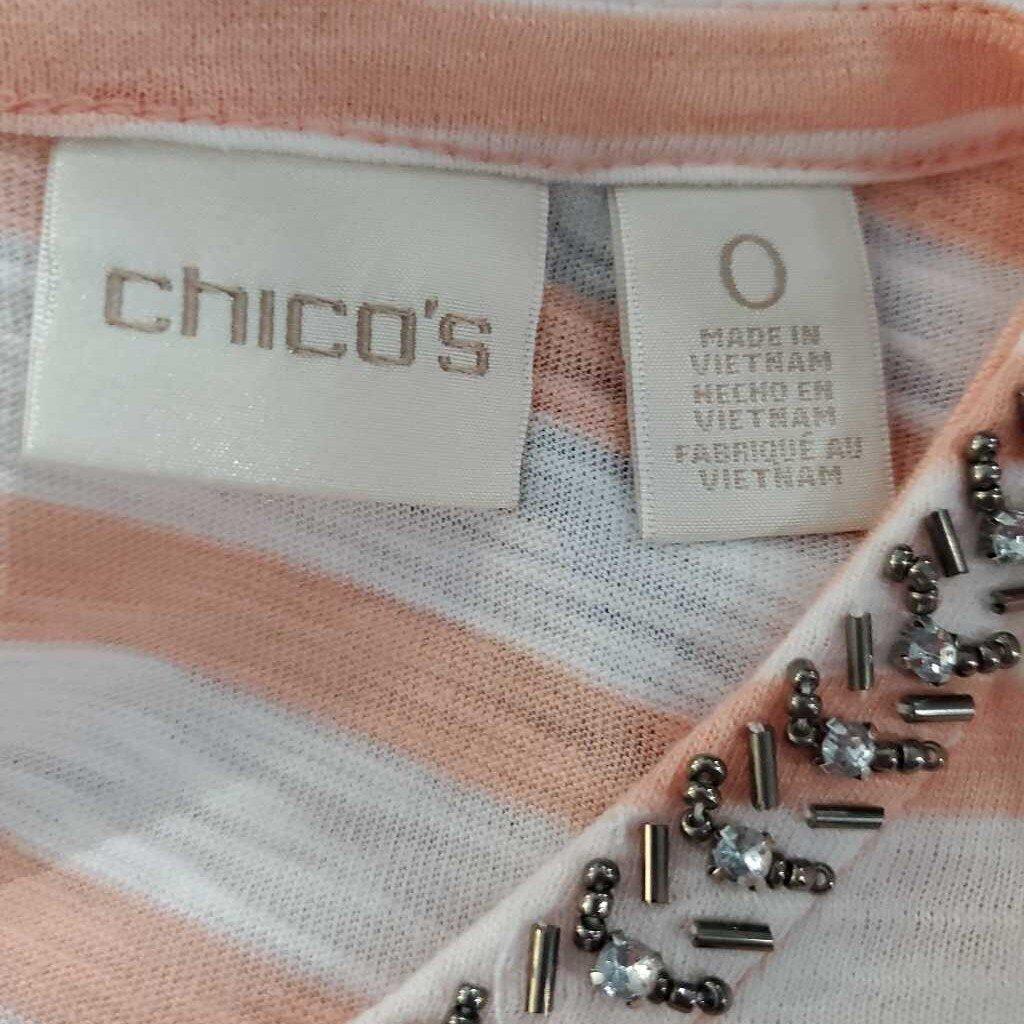 chico's
0
MADE IN
VIETNAM
HECHO EN
VIETNAM
FABRIQUÉ AU
VIETNAM